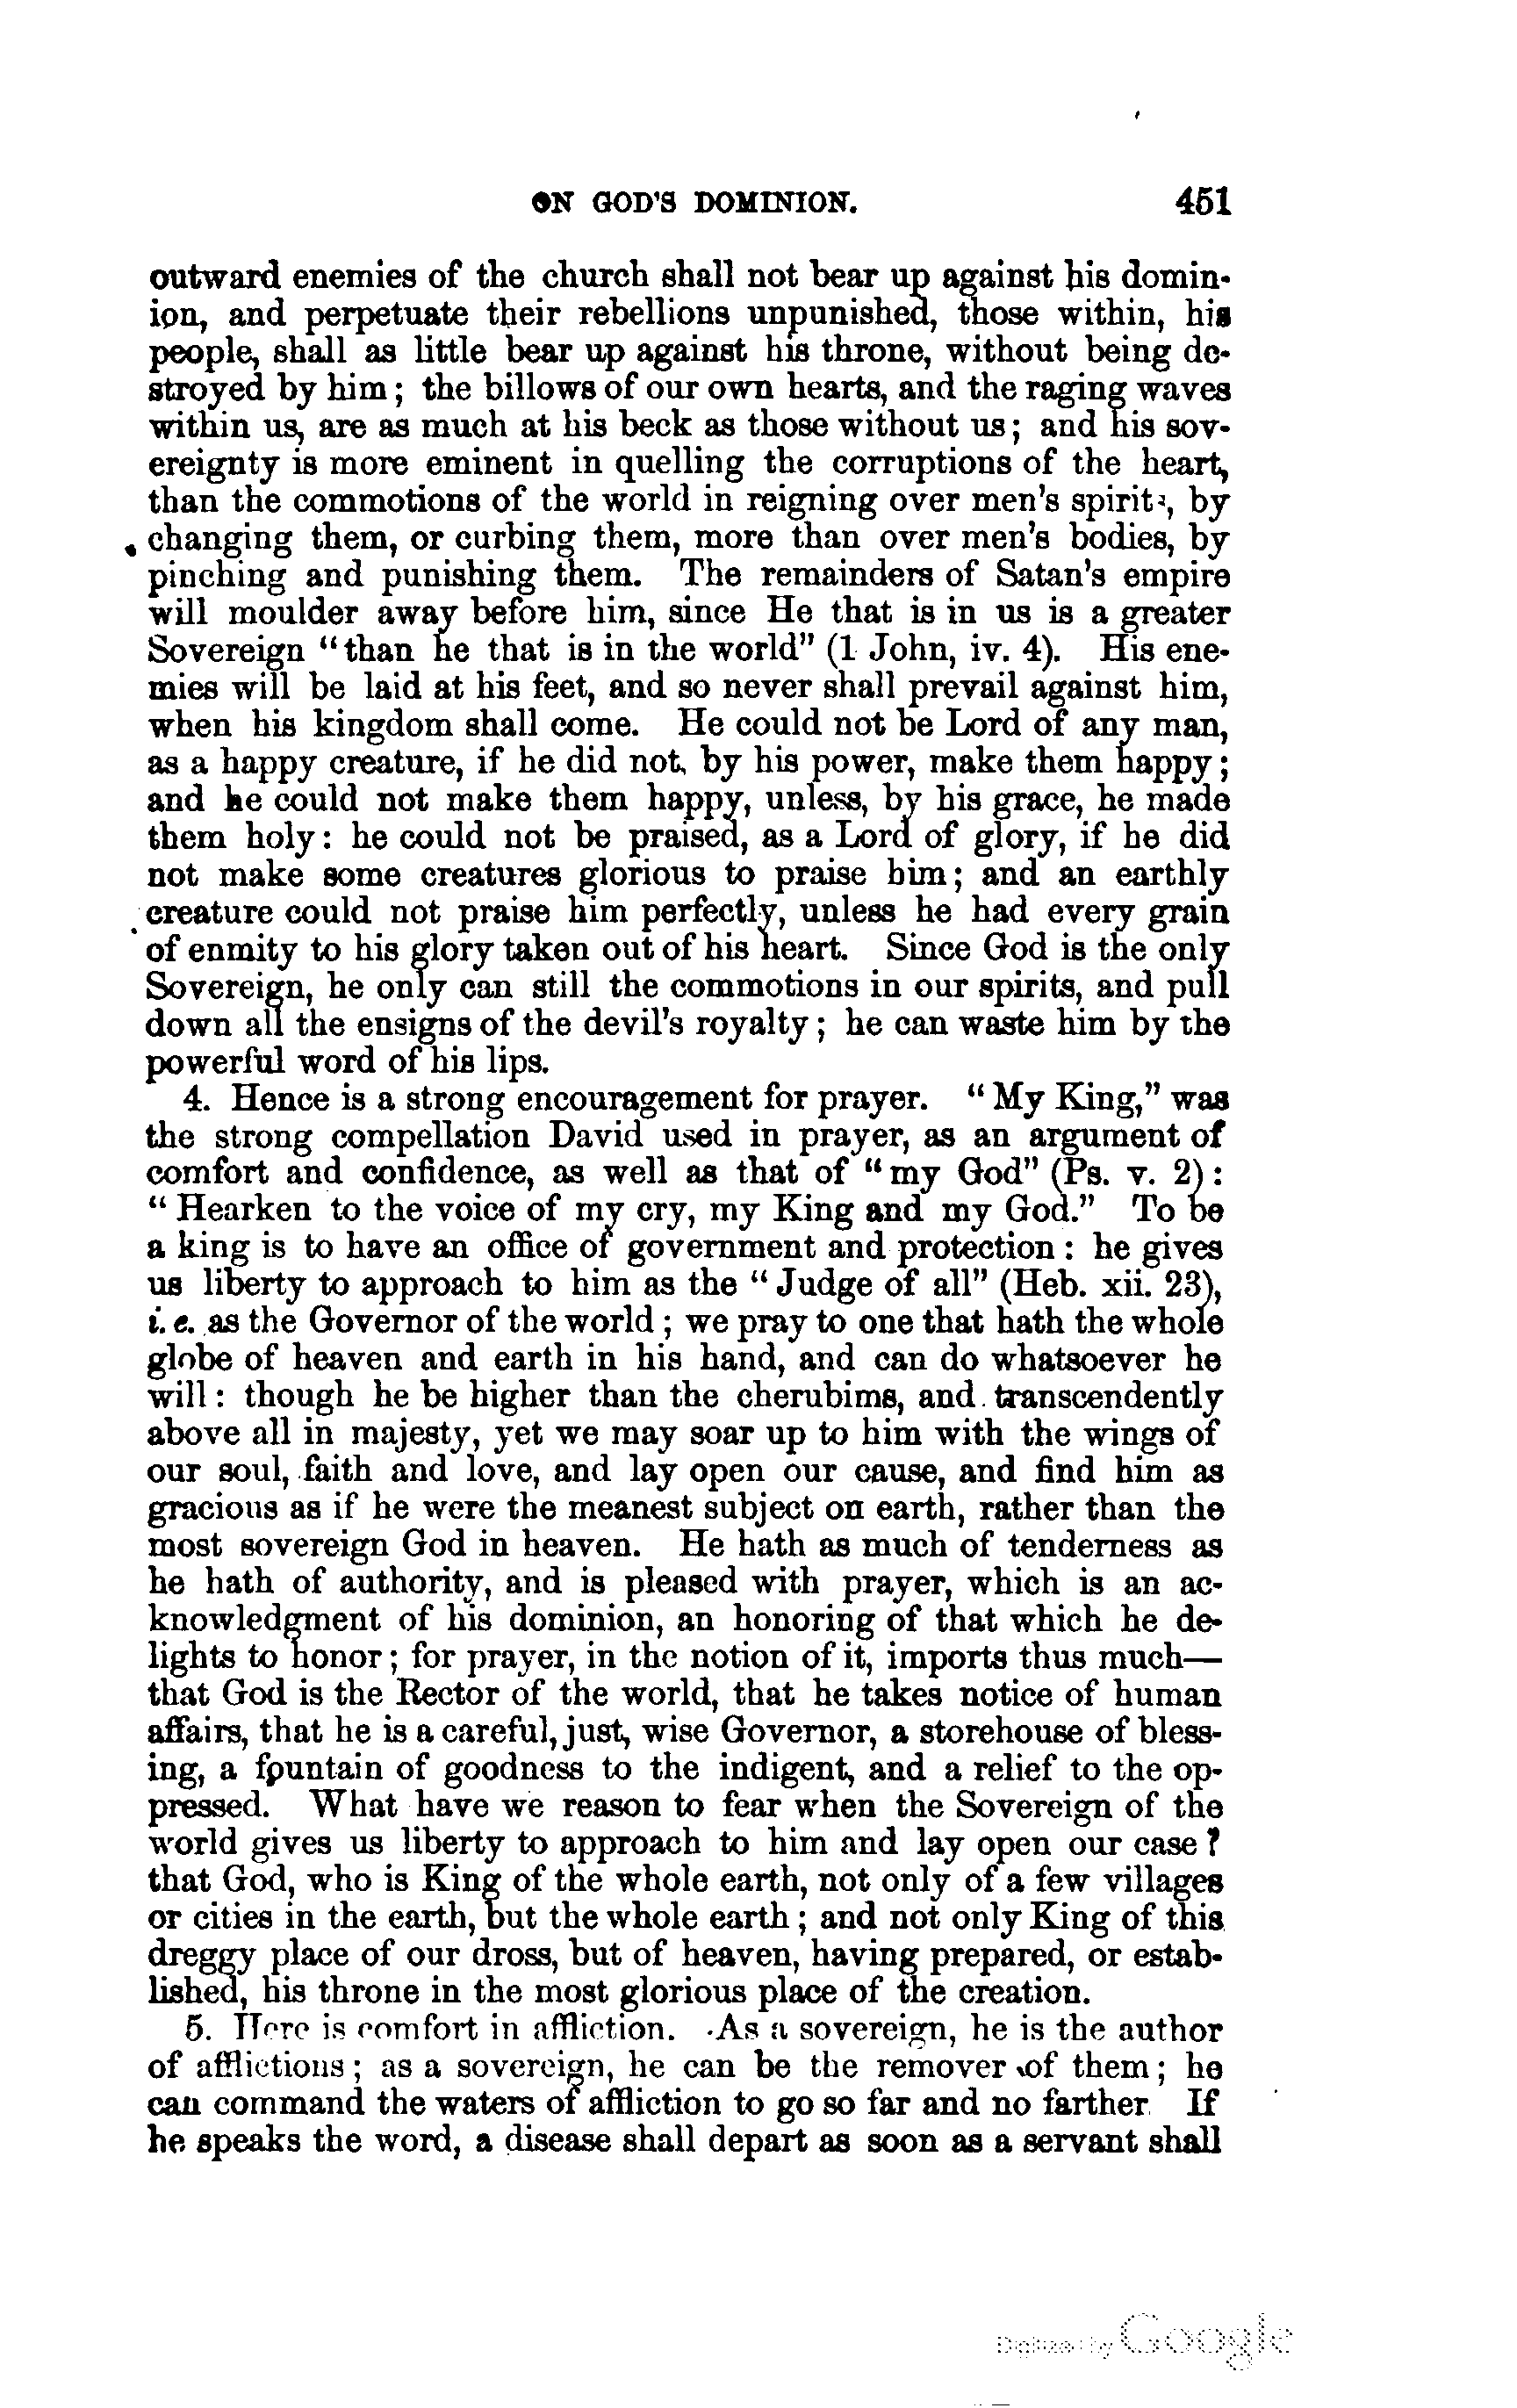 ON GOD'S DOMINION. 451
outward enemies of the church shall not bear up against his domin-
ion, and perpetuate their rebellions unpunished, those within, his
people, shall as little bear up against his throne, without being de-
stroyed by him; the billows of our own hearts, and the raging waves
within us, are as much at his beck as those without us; and his sov-
ereignty is more eminent in quelling the corruptions of the heart,
than the commotions of the world in reigning over men's spirits, by
changing them, or curbing them, more than over men's bodies, by
pinching and punishing them. The remainders of Satan's empire
will moulder away before him, since He that is in us is a greater
Sovereign "than he that is in the world" (1 John, iv. 4). His ene-
mies will be laid at his feet, and so never shall prevail against him,
when his kingdom shall come. He could not be Lord of any man,
as a happy creature, if he did not, by his power, make them happy;
and he could not make them happy, unless, by his grace, he made
them holy: he could not be praised, as a Lord of glory, if he did
not make some creatures glorious to praise him; and an earthly
creature could not praise him perfectly, unless he had every grain
of enmity to his glory taken out of his heart. Since God is the only
Sovereign, he only can still the commotions in our spirits, and pull
down all the ensigns of the devil's royalty; he can waste him by the
powerful word of his lips.
4. Hence is a strong encouragement for prayer. "My King," was
the strong compellation David used in prayer, as an argument of
comfort and confidence, as well as that of "my God" (Ps. v. 2):
"Hearken to the voice of my cry, my King and my God." To be
a king is to have an office of government and protection: he gives
us liberty to approach to him as the "Judge of all" (Heb. xii. 23),
i. e. as the Governor of the world; we pray to one that hath the whole
globe of heaven and earth in his hand, and can do whatsoever he
will: though he be higher than the cherubims, and transcendently
above all in majesty, yet we may soar up to him with the wings of
our soul, faith and love, and lay open our cause, and find him as
gracious as if he were the meanest subject on earth, rather than the
most sovereign God in heaven. He hath as much of tenderness as
he hath of authority, and is pleased with prayer, which is an ac-
knowledgment of his dominion, an honoring of that which he de-
lights to honor; for prayer, in the notion of it, imports thus much—
that God is the Rector of the world, that he takes notice of human
affairs, that he is a careful, just, wise Governor, a storehouse of bless-
ing, a fountain of goodness to the indigent, and a relief to the op-
pressed. What have we reason to fear when the Sovereign of the
world gives us liberty to approach to him and lay open our case?
that God, who is King of the whole earth, not only of a few villages
or cities in the earth, but the whole earth; and not only King of this
dreggy place of our dross, but of heaven, having prepared, or estab-
lished, his throne in the most glorious place of the creation.
5. Here is comfort in affliction. As a sovereign, he is the author
of afflictions; as a sovereign, he can be the remover of them; he
can command the waters of affliction to go so far and no farther. If
he speaks the word, a disease shall depart as soon as a servant shall
Digitized by Google